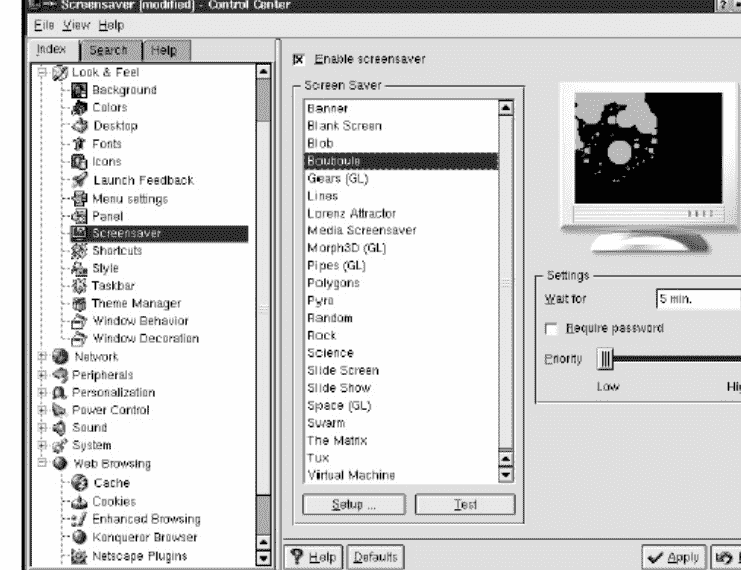 Screensaver [modified] - Control Center
File View Help
Index Search Help
Look & Feel
Background
Colors
Desktop
Fonts
Icons
Launch Feedback
Menu settings
Panel
Screensaver
Shortcuts
Style
Taskbar
Theme Manager
Window Behavior
Window Decoration
Network
Peripherals
Personalization
Power Control
Sound
System
Web Browsing
Cache
Cookies
Enhanced Browsing
Konqueror Browser
Netscape Plugins
Enable screensaver
Screen Saver
Banner
Blank Screen
Blob
Bouboule
Gears (GL)
Lines
Lorenz Attractor
Media Screensaver
Morph3D (GL)
Pipes (GL)
Polygons
Pyro
Random
Rock
Science
Slide Screen
Slide Show
Space (GL)
Swarm
The Matrix
Tux
Virtual Machine
Setup ... Test
Settings
Wait for 5 min.
Require password
Priority
Low
Help Defaults Apply